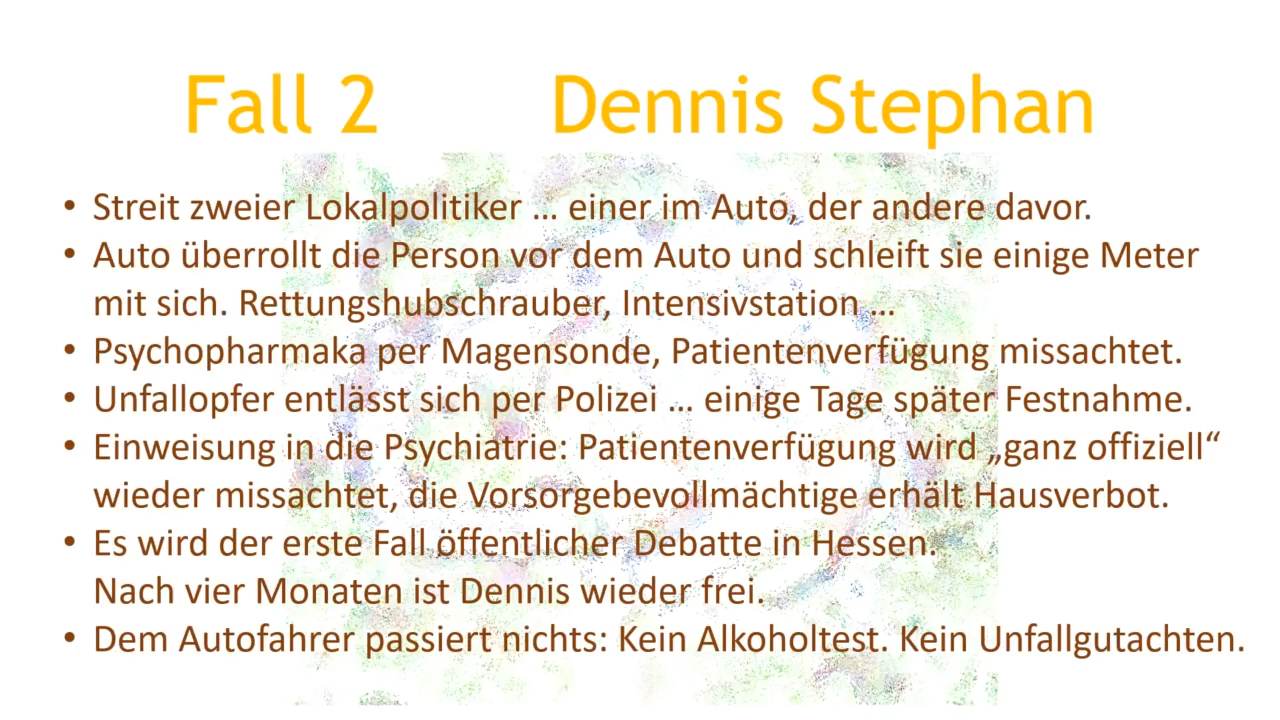 Fall 2 Dennis Stephan
• Streit zweier Lokalpolitiker … einer im Auto, der andere davor.
• Auto überrollt die Person vor dem Auto und schleift sie einige Meter
mit sich. Rettungshubschrauber, Intensivstation …
• Psychopharmaka per Magensonde, Patientenverfügung missachtet.
• Unfallopfer entlässt sich per Polizei … einige Tage später Festnahme.
• Einweisung in die Psychiatrie: Patientenverfügung wird „ganz offiziell“
wieder missachtet, die Vorsorgebevollmächtige erhält Hausverbot.
• Es wird der erste Fall öffentlicher Debatte in Hessen.
Nach vier Monaten ist Dennis wieder frei.
• Dem Autofahrer passiert nichts: Kein Alkoholtest. Kein Unfallgutachten.